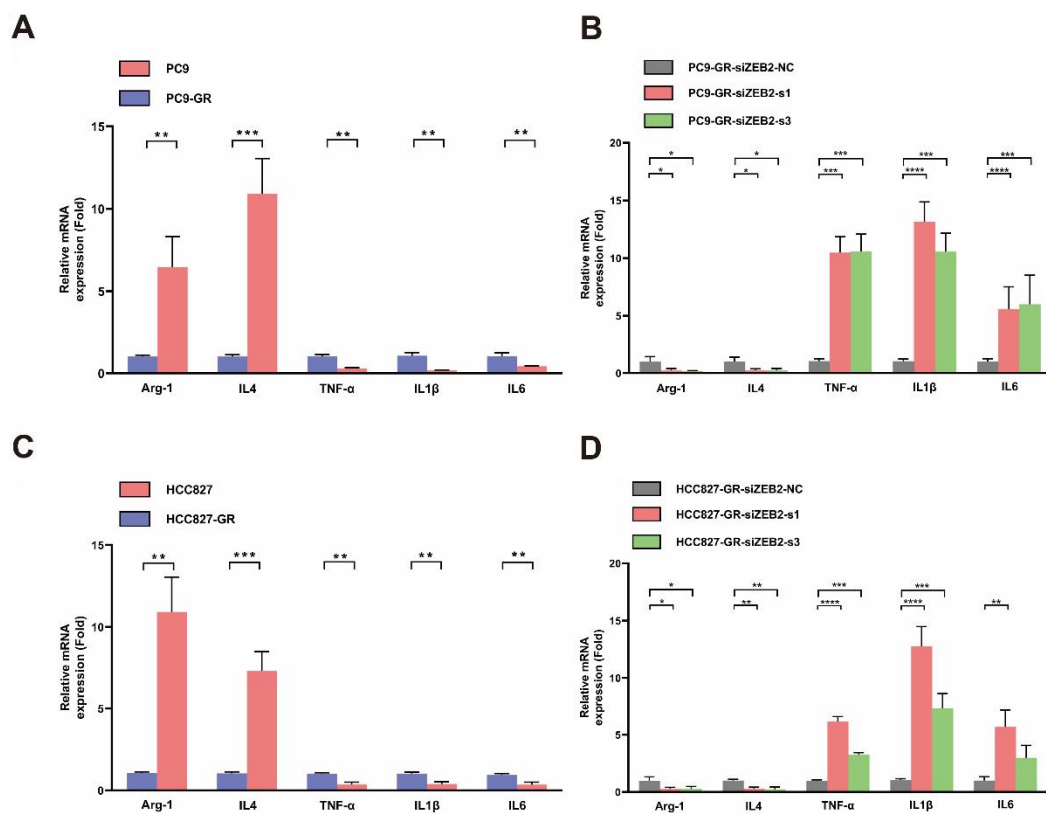 A
PC9
PC9-GR
Relative mRNA
expression (Fold)
15
10
5
0
**
***
**
**
**
Arg-1
IL4
TNF-α
IL1β
IL6
B
PC9-GR-siZEB2-NC
PC9-GR-siZEB2-s1
PC9-GR-siZEB2-s3
Relative mRNA
expression (Fold)
20
15
10
5
0
*
*
*
*
***
***
***
****
***
****
Arg-1
IL4
TNF-α
IL1β
IL6
C
HCC827
HCC827-GR
Relative mRNA
expression (Fold)
15
10
5
0
**
***
**
**
**
Arg-1
IL4
TNF-α
IL1β
IL6
D
HCC827-GR-siZEB2-NC
HCC827-GR-siZEB2-s1
HCC827-GR-siZEB2-s3
Relative mRNA
expression (Fold)
20
15
10
5
0
*
*
**
**
***
****
***
****
**
Arg-1
IL4
TNF-α
IL1β
IL6